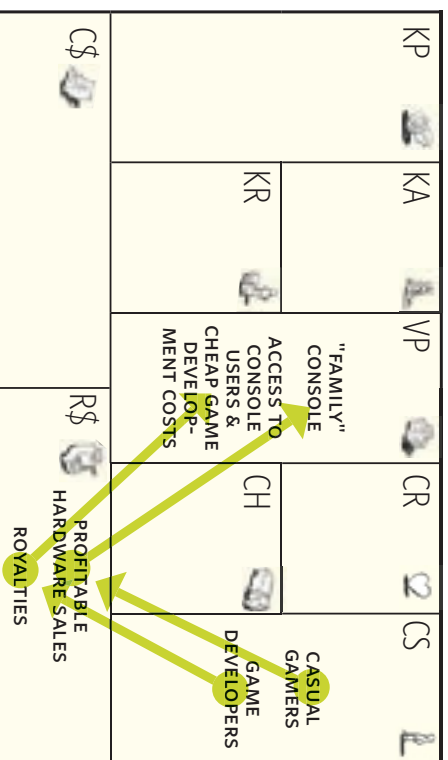 KP
KA
VP
CR
CS
KR
CH
"FAMILY"
CONSOLE
ACCESS TO
CONSOLE
USERS &
CHEAP GAME
DEVELOP-
MENT COSTS
CASUAL
GAMERS
GAME
DEVELOPERS
C$
R$
PROFITABLE
HARDWARE SALES
ROYALTIES